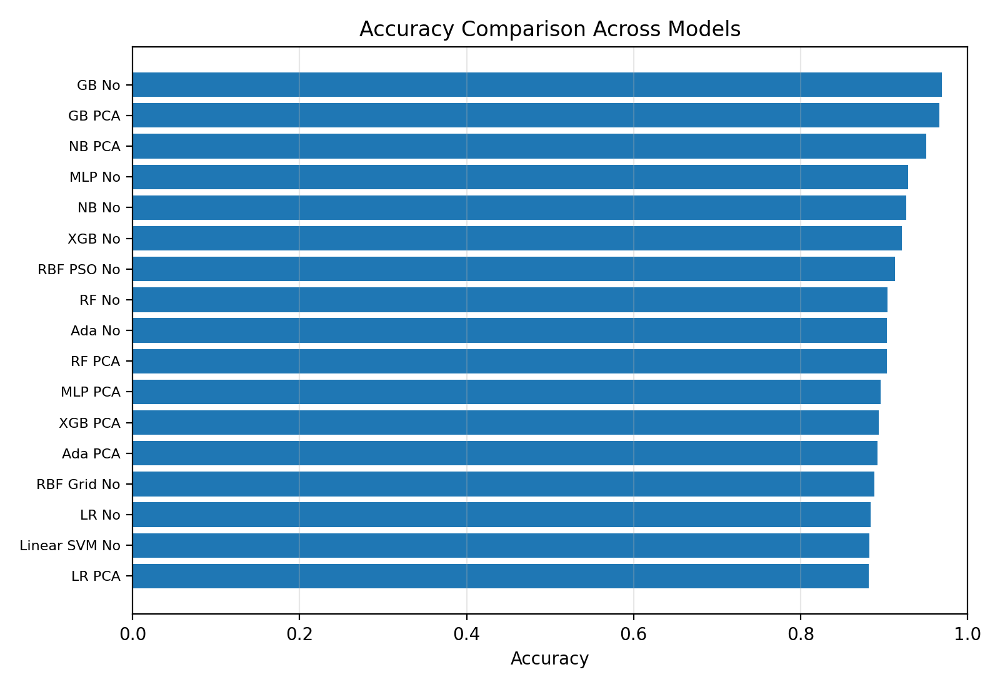 Accuracy Comparison Across Models
GB No
GB PCA
NB PCA
MLP No
NB No
XGB No
RBF PSO No
RF No
Ada No
RF PCA
MLP PCA
XGB PCA
Ada PCA
RBF Grid No
LR No
Linear SVM No
LR PCA
0.0 0.2 0.4 0.6 0.8 1.0
Accuracy